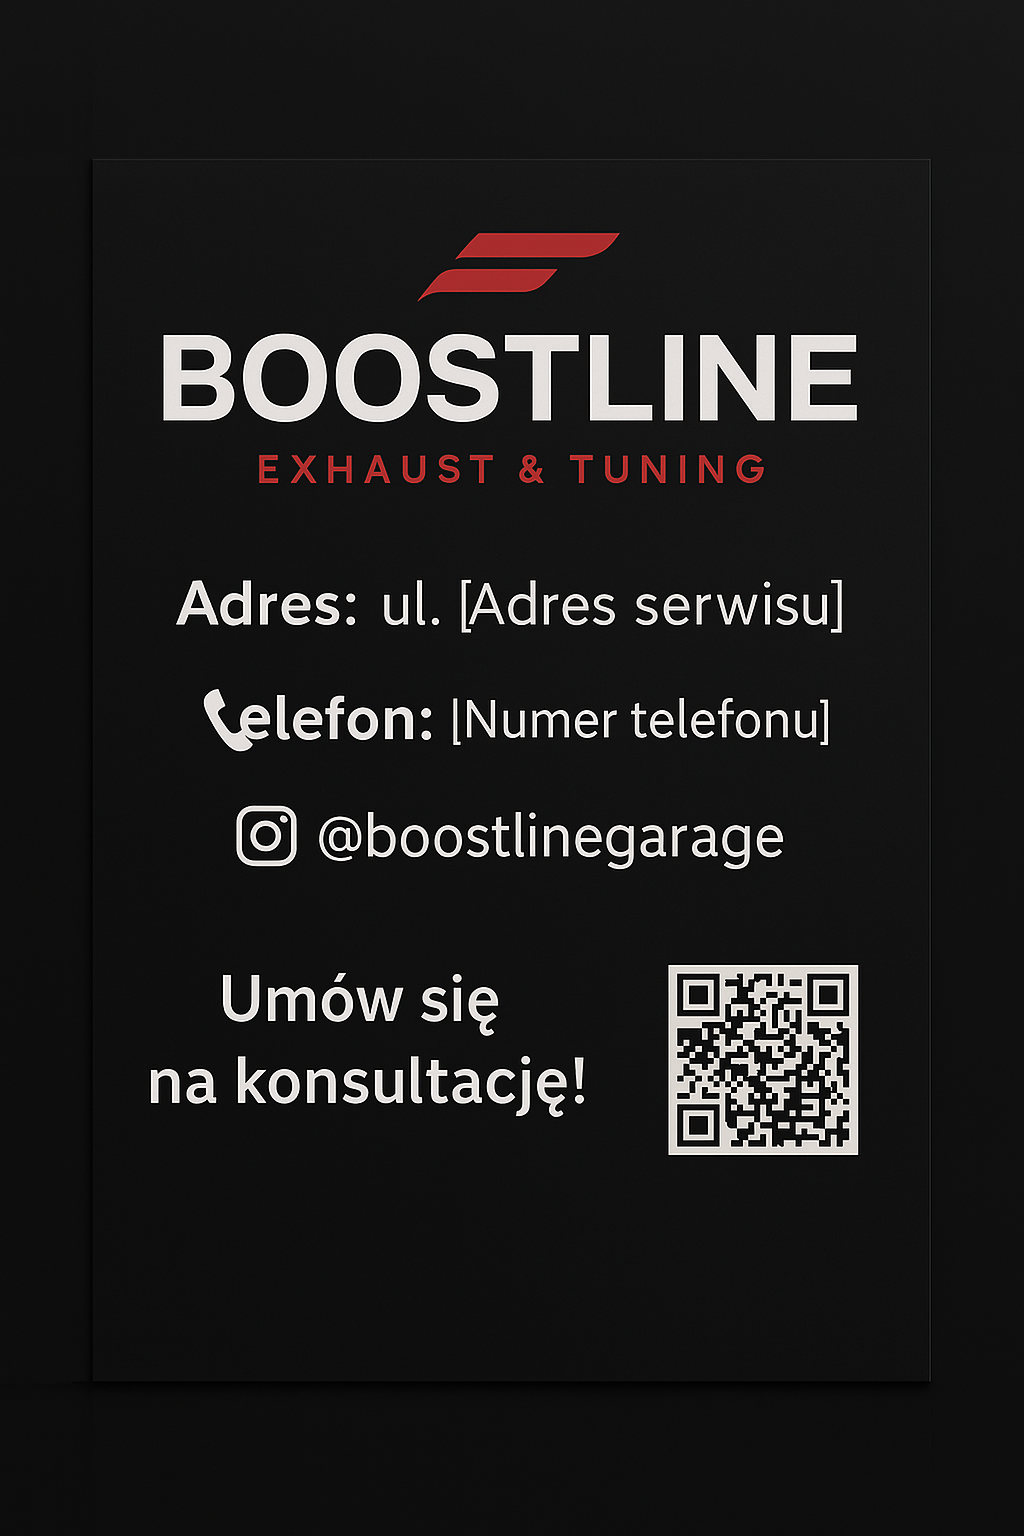 BOOSTLINE
EXHAUST & TUNING
Adres: ul. [Adres serwisu]
elefon: [Numer telefonu]
@boostlinegarage
Umów się
na konsultację!